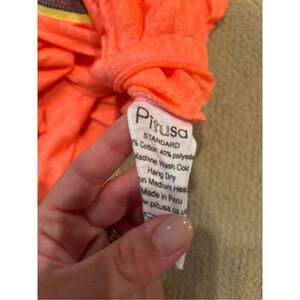 Pitusa
STANDARD
% Cotton 40% polyeste
Machine Wash Cold
Hang Dry
on Medium Hea
Made in Peru
w.pitusa.co.u